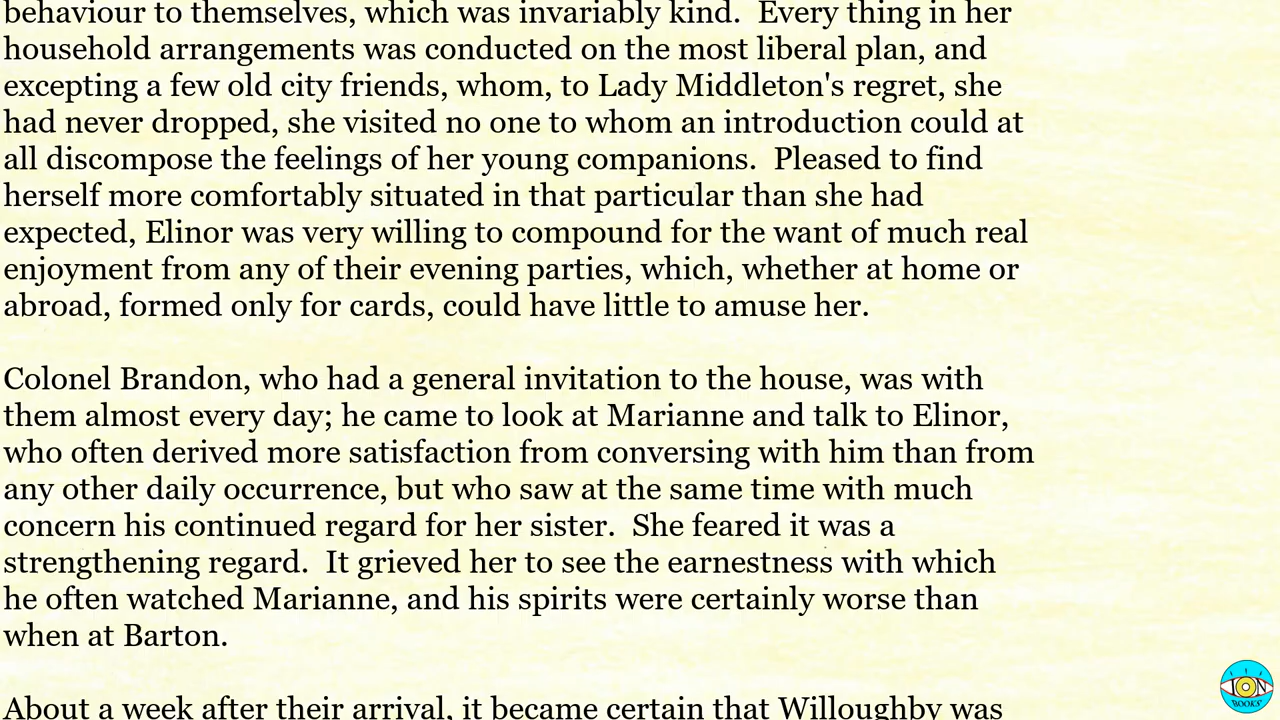 behaviour to themselves, which was invariably kind.  Every thing in her
household arrangements was conducted on the most liberal plan, and
excepting a few old city friends, whom, to Lady Middleton's regret, she
had never dropped, she visited no one to whom an introduction could at
all discompose the feelings of her young companions.  Pleased to find
herself more comfortably situated in that particular than she had
expected, Elinor was very willing to compound for the want of much real
enjoyment from any of their evening parties, which, whether at home or
abroad, formed only for cards, could have little to amuse her.

Colonel Brandon, who had a general invitation to the house, was with
them almost every day; he came to look at Marianne and talk to Elinor,
who often derived more satisfaction from conversing with him than from
any other daily occurrence, but who saw at the same time with much
concern his continued regard for her sister.  She feared it was a
strengthening regard.  It grieved her to see the earnestness with which
he often watched Marianne, and his spirits were certainly worse than
when at Barton.

About a week after their arrival, it became certain that Willoughby was
ION
BOOKS